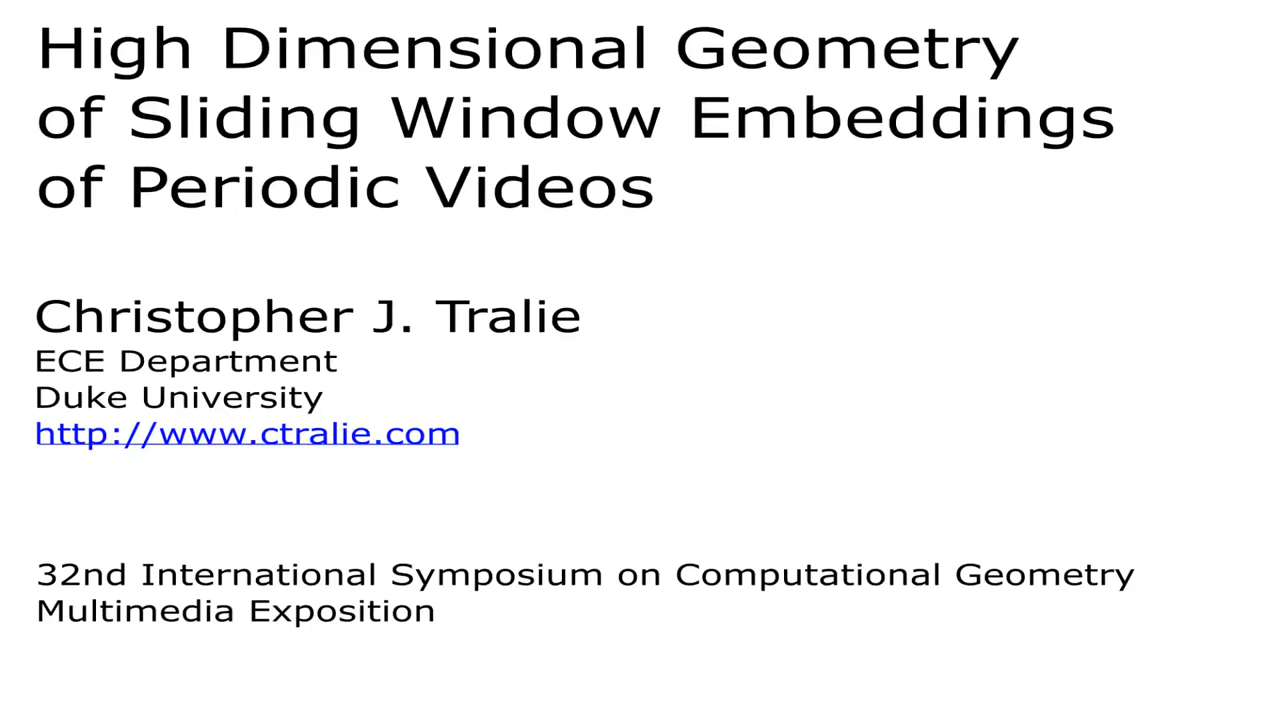 High Dimensional Geometry
of Sliding Window Embeddings
of Periodic Videos
Christopher J. Tralie
ECE Department
Duke University
http://www.ctralie.com
32nd International Symposium on Computational Geometry
Multimedia Exposition